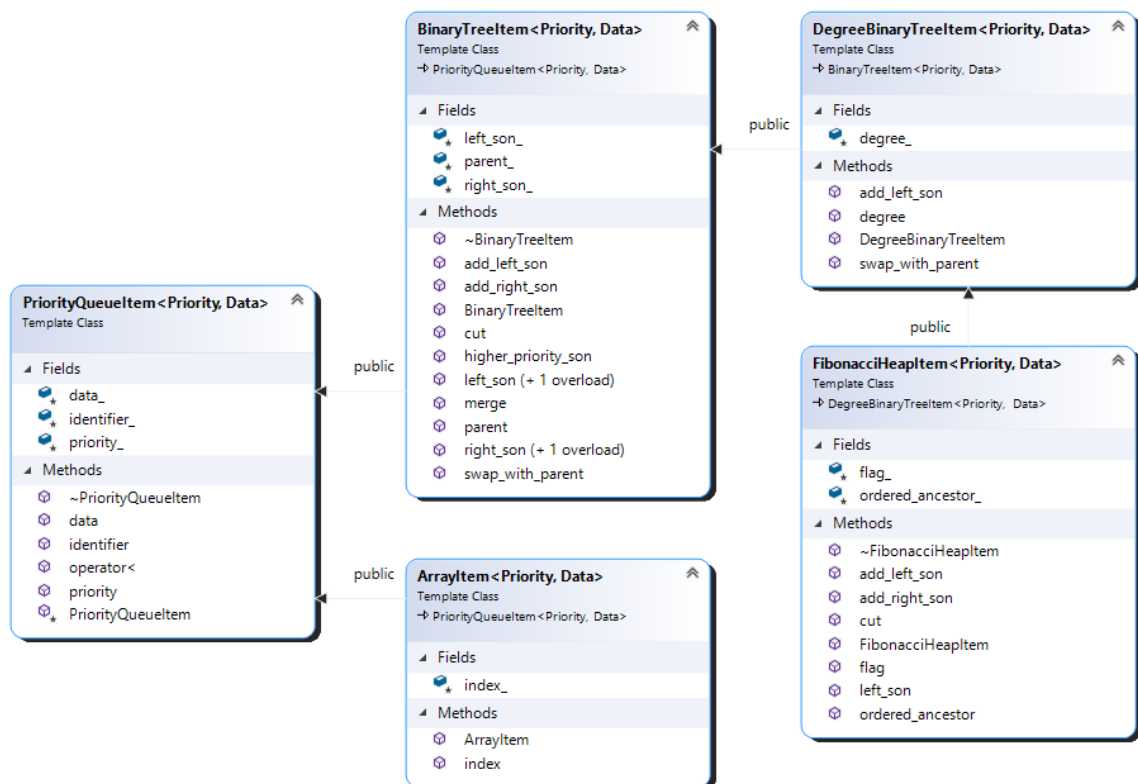 BinaryTreeItem<Priority, Data>
Template Class
PriorityQueueItem<Priority, Data>
Fields
left_son_
parent_
right_son_
Methods
~BinaryTreeItem
add_left_son
add_right_son
BinaryTreeItem
cut
higher_priority_son
left_son (+ 1 overload)
merge
parent
right_son (+ 1 overload)
swap_with_parent
public
DegreeBinaryTreeItem<Priority, Data>
Template Class
BinaryTreeItem<Priority, Data>
Fields
degree_
Methods
add_left_son
degree
DegreeBinaryTreeItem
swap_with_parent
public
PriorityQueueItem<Priority, Data>
Template Class
Fields
data_
identifier_
priority_
Methods
~PriorityQueueItem
data
identifier
operator<
priority
PriorityQueueItem
public
FibonacciHeapItem<Priority, Data>
Template Class
DegreeBinaryTreeItem<Priority, Data>
Fields
flag_
ordered_ancestor_
Methods
~FibonacciHeapItem
add_left_son
add_right_son
cut
FibonacciHeapItem
flag
left_son
ordered_ancestor
public
ArrayItem<Priority, Data>
Template Class
PriorityQueueItem<Priority, Data>
Fields
index_
Methods
ArrayItem
index